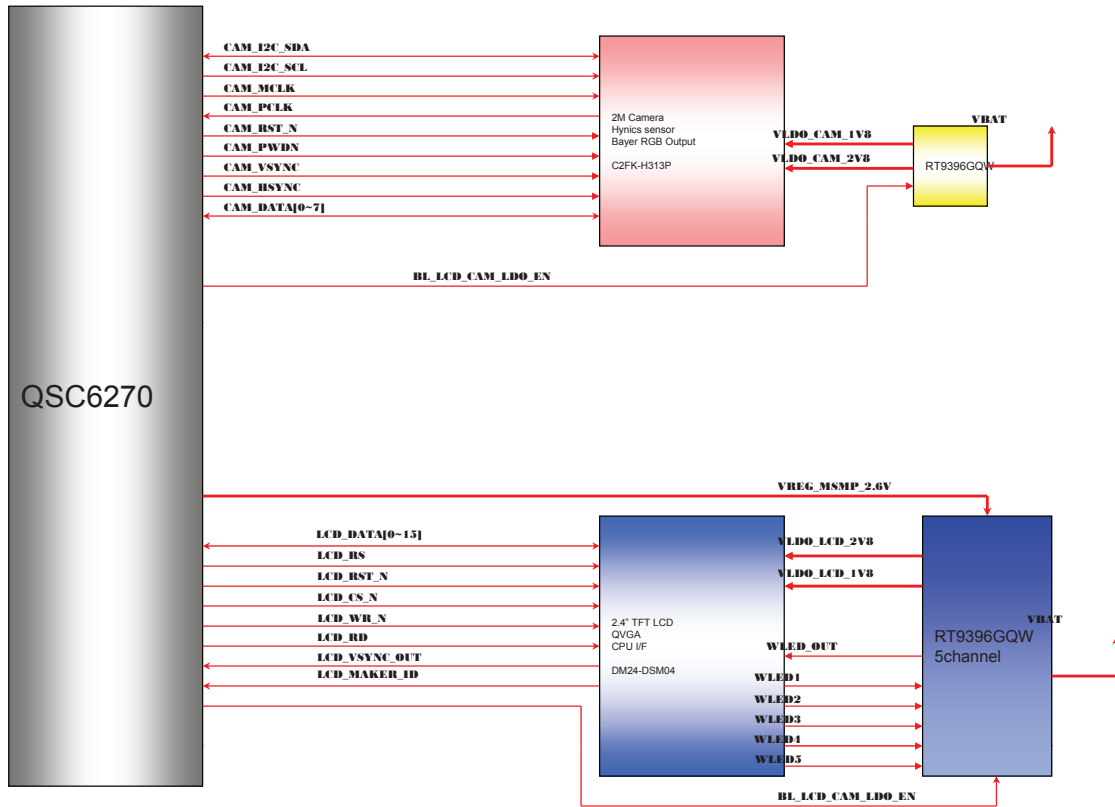 QSC6270
CAM_I2C_SDA
CAM_I2C_SCL
CAM_MCLK
CAM_PCLK
CAM_RST_N
CAM_PWDN
CAM_VSYNC
CAM_HSYNC
CAM_DATA[0~7]
2M Camera
Hynics sensor
Bayer RGB Output
C2FK-H313P
VLDO_CAM_1V8
VLDO_CAM_2V8
RT9396GQW
VBAT
BL_LCD_CAM_LDO_EN
VREG_MSMP_2.6V
LCD_DATA[0~15]
LCD_RS
LCD_RST_N
LCD_CS_N
LCD_WR_N
LCD_RD
LCD_VSYNC_OUT
LCD_MAKER_ID
2.4" TFT LCD
QVGA
CPU I/F
DM24-DSM04
VLDO_LCD_2V8
VLDO_LCD_1V8
WLED_OUT
WLED1
WLED2
WLED3
WLED4
WLED5
RT9396GQW
5channel
VBAT
BL_LCD_CAM_LDO_EN